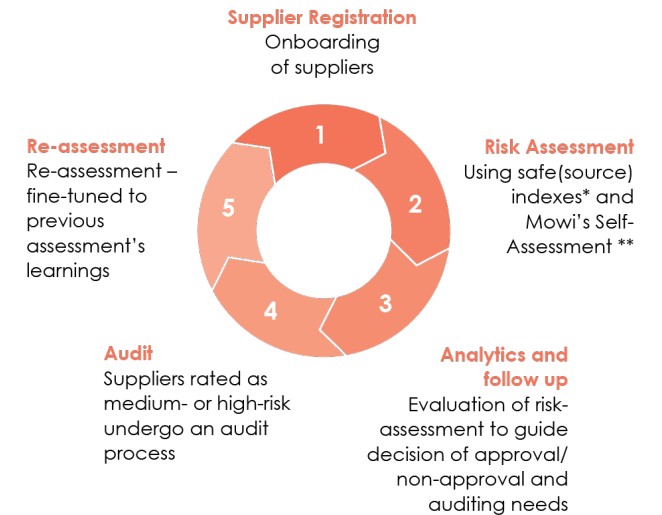 Supplier Registration
Onboarding
of suppliers
1
Risk Assessment
Using safe(source)
indexes* and
Mowi's Self-
Assessment **
2
Analytics and
follow up
Evaluation of risk-
assessment to guide
decision of approval/
non-approval and
auditing needs
3
Audit
Suppliers rated as
medium- or high-risk
undergo an audit
process
4
Re-assessment
Re-assessment –
fine-tuned to
previous
assessment's
learnings
5